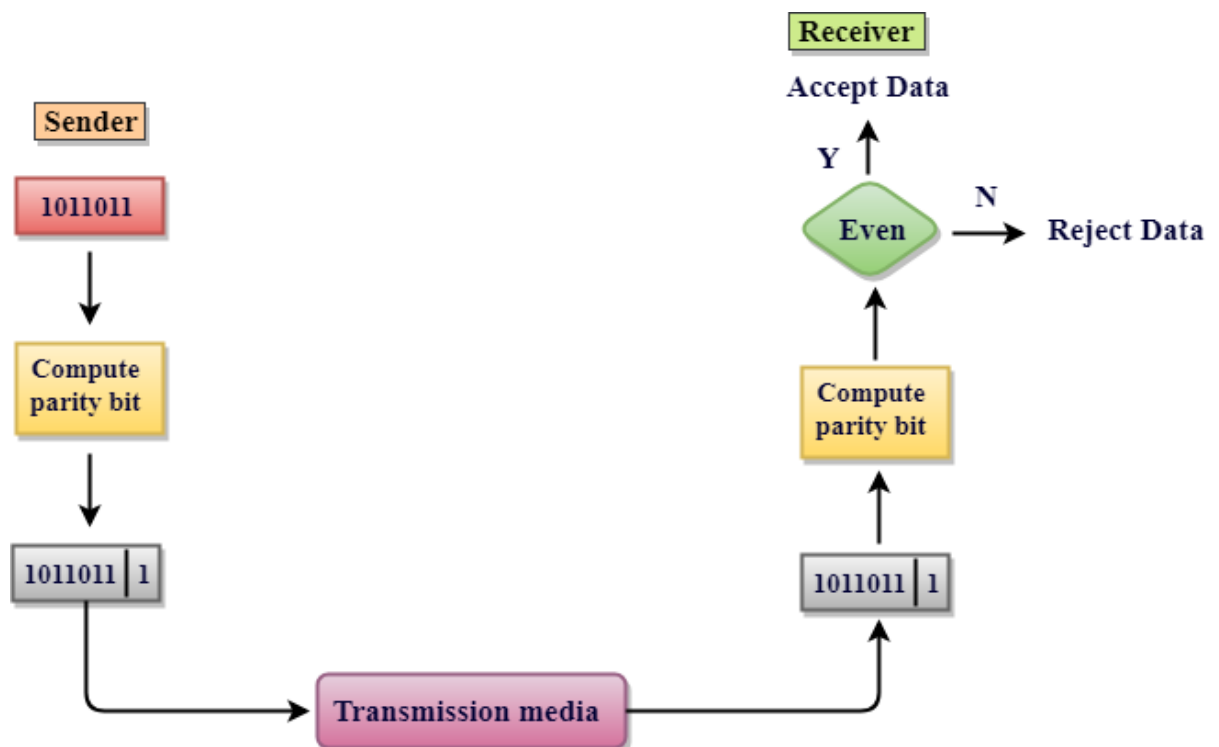 Sender
1011011
Compute
parity bit
1011011 | 1
Transmission media
Receiver
Accept Data
Y
N
Even
Reject Data
Compute
parity bit
1011011 | 1